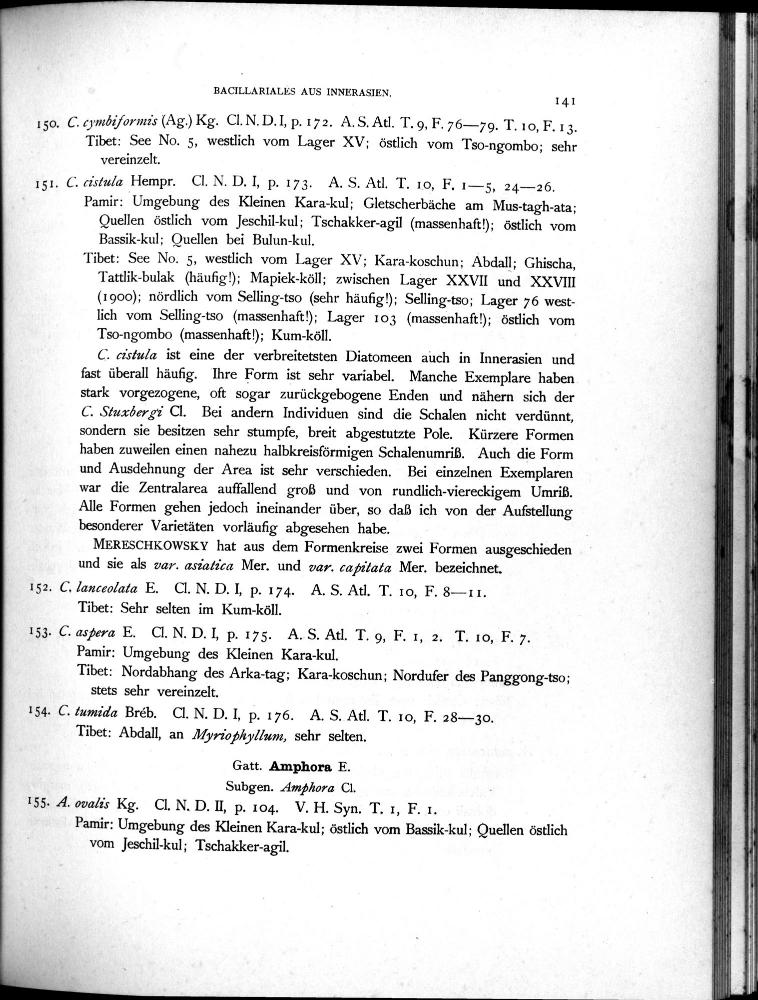 BACILLARIALES AUS INNERASIEN.
141
150. C. cymbiformis (Ag.) Kg. Cl. N. D. I, p. 172. A. S. Atl. T. 9, F. 76—79. T. 10, F. 13.
Tibet: See No. 5, westlich vom Lager XV; östlich vom Tso-ngombo; sehr
vereinzelt.
151. C. cistula Hempr. Cl. N. D. I, p. 173. A. S. Atl. T. 10, F. 1—5, 24—26.
Pamir: Umgebung des Kleinen Kara-kul; Gletscherbäche am Mus-tagh-ata;
Quellen östlich vom Jeschil-kul; Tschakker-agil (massenhaft!); östlich vom
Bassik-kul; Quellen bei Bulun-kul.
Tibet: See No. 5, westlich vom Lager XV; Kara-koschun; Abdall; Ghischa,
Tattlik-bulak (häufig!); Mapiek-köll; zwischen Lager XXVII und XXVIII
(1900); nördlich vom Selling-tso (sehr häufig!); Selling-tso; Lager 76 west-
lich vom Selling-tso (massenhaft!); Lager 103 (massenhaft!); östlich vom
Tso-ngombo (massenhaft!); Kum-köll.
C. cistula ist eine der verbreitetsten Diatomeen auch in Innerasien und
fast überall häufig. Ihre Form ist sehr variabel. Manche Exemplare haben
stark vorgezogene, oft sogar zurückgebogene Enden und nähern sich der
C. Stuxbergi Cl. Bei andern Individuen sind die Schalen nicht verdünnt,
sondern sie besitzen sehr stumpfe, breit abgestutzte Pole. Kürzere Formen
haben zuweilen einen nahezu halbkreisförmigen Schalenumriß. Auch die Form
und Ausdehnung der Area ist sehr verschieden. Bei einzelnen Exemplaren
war die Zentralarea auffallend groß und von rundlich-viereckigem Umriß.
Alle Formen gehen jedoch ineinander über, so daß ich von der Aufstellung
besonderer Varietäten vorläufig abgesehen habe.
MERESCHKOWSKY hat aus dem Formenkreise zwei Formen ausgeschieden
und sie als var. asiatica Mer. und var. capitata Mer. bezeichnet.
152. C. lanceolata E. Cl. N. D. I, p. 174. A. S. Atl. T. 10, F. 8—11.
Tibet: Sehr selten im Kum-köll.
153. C. aspera E. Cl. N. D. I, p. 175. A. S. Atl. T. 9, F. 1, 2. T. 10, F. 7.
Pamir: Umgebung des Kleinen Kara-kul.
Tibet: Nordabhang des Arka-tag; Kara-koschun; Nordufer des Panggong-tso;
stets sehr vereinzelt.
154. C. tumida Bréb. Cl. N. D. I, p. 176. A. S. Atl. T. 10, F. 28—30.
Tibet: Abdall, an Myriophyllum, sehr selten.
Gatt. Amphora E.
Subgen. Amphora Cl.
155. A. ovalis Kg. Cl. N. D. II, p. 104. V. H. Syn. T. 1, F. 1.
Pamir: Umgebung des Kleinen Kara-kul; östlich vom Bassik-kul; Quellen östlich
vom Jeschil-kul; Tschakker-agil.